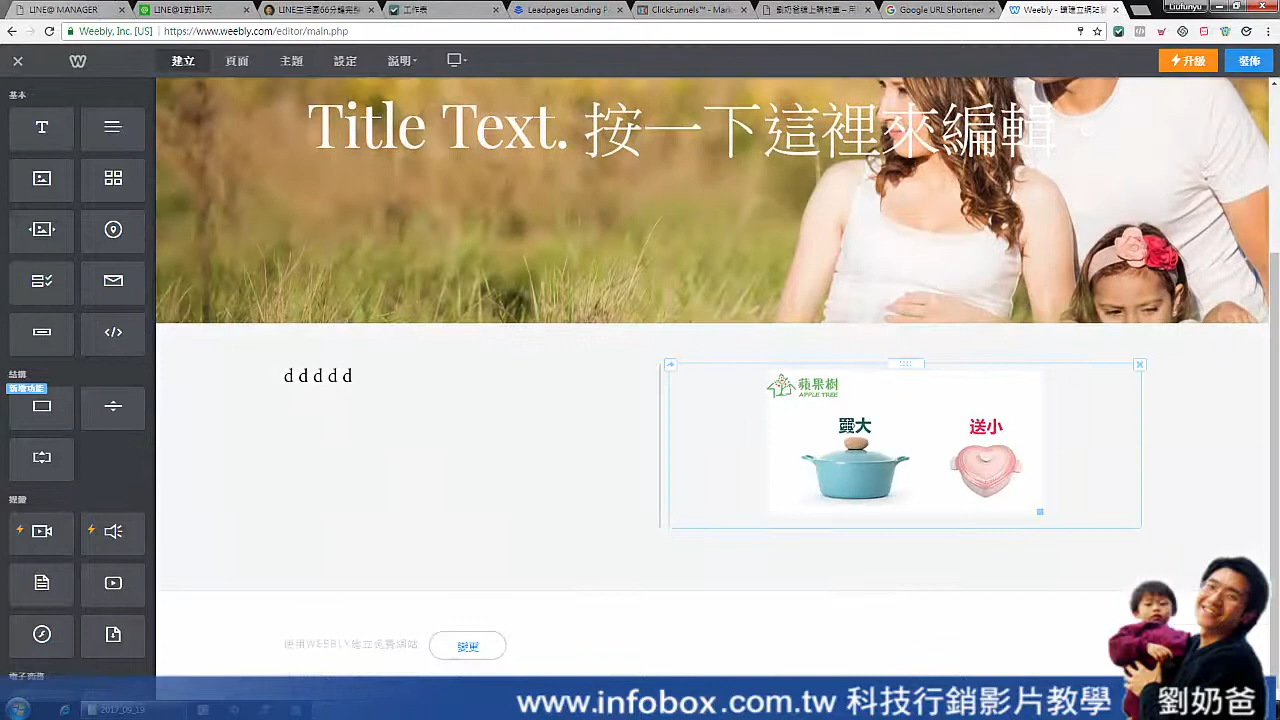 LINE@ MANAGER
LINE@1對1聊天
工作表
Leadpages Landing P
ClickFunnels™ - Mark
Google URL Shortener
Liufunyu
Weebly, Inc. [US] https://www.weebly.com/editor/main.php
建立 頁面 主題 設定 說明 升級 發佈
基本
Title Text. 按一下這裡來編輯
ddddd
蘋果樹
APPLE TREE
買大 送小
結構
新增功能
媒體
使用WEEBLY建立免費網站 變更
電子商務
2017_09_19
www.infobox.com.tw 科技行銷影片教學 劉奶爸